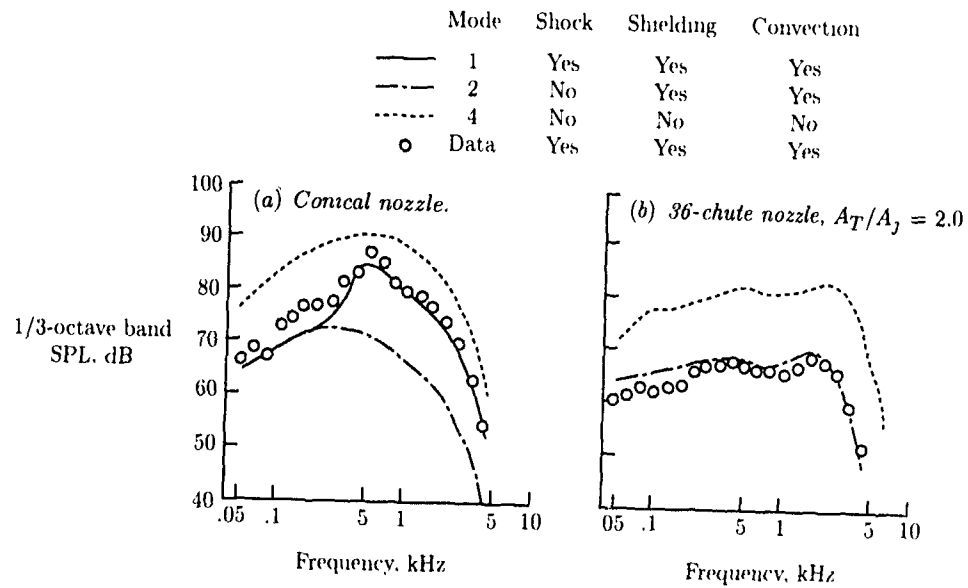 Mode Shock Shielding Convection
1 Yes Yes Yes
2 No Yes Yes
4 No No No
Data Yes Yes Yes
(a) Conical nozzle.
(b) 36-chute nozzle, A_T/A_J = 2.0
1/3-octave band
SPL, dB
100
90
80
70
60
50
40
.05 .1 5 1 5 10
05 .1 5 1 5 10
Frequency, kHz
Frequency, kHz